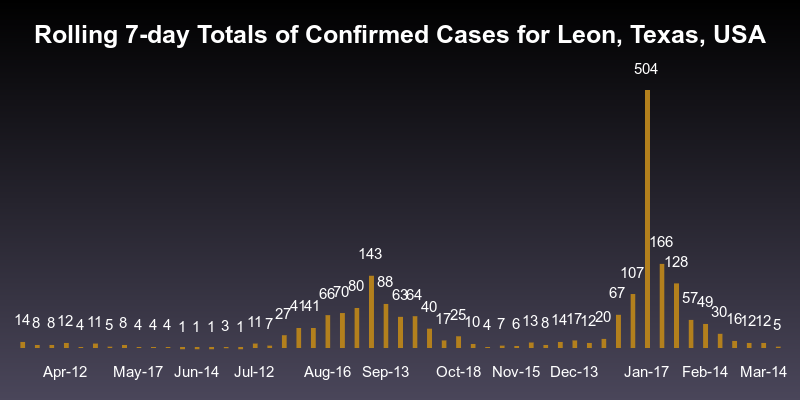 Rolling 7-day Totals of Confirmed Cases for Leon, Texas, USA
14 8 8 12 4 11 5 8 4 4 4 1 1 1 3 1 11 7 27 41 41 66 70 80 143 88 63 64 40 17 25 10 4 7 6 13 8 14 17 12 20 67 107 504 166 128 57 49 30 16 12 12 5
Apr-12 May-17 Jun-14 Jul-12 Aug-16 Sep-13 Oct-18 Nov-15 Dec-13 Jan-17 Feb-14 Mar-14